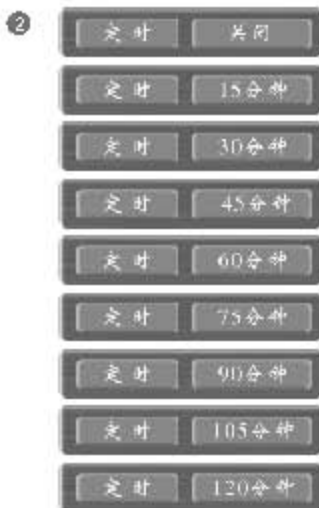 2
定时 关闭
定时 15分钟
定时 30分钟
定时 45分钟
定时 60分钟
定时 75分钟
定时 90分钟
定时 105分钟
定时 120分钟